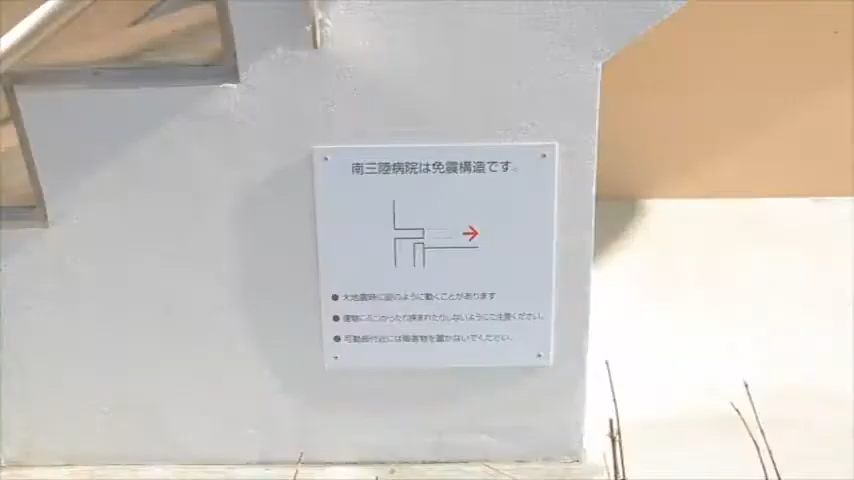 南三陸病院は免震構造です。
● 大地震時に図のように動くことがあります
● 建物にぶつかったり挟まれたりしないようにご注意ください。
● 可動部付近には障害物を置かないでください。